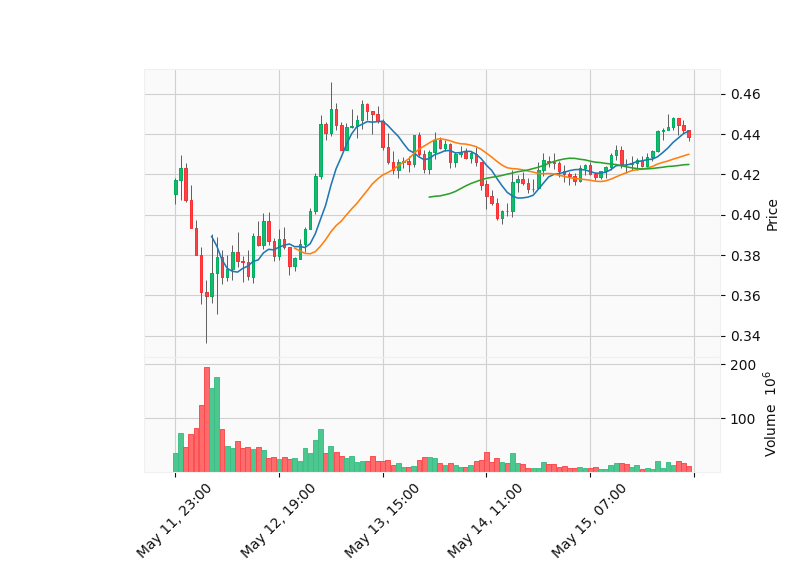 0.46
0.44
0.42
0.40
0.38
0.36
0.34
Price
200
100
Volume 10⁶
May 11, 23:00
May 12, 19:00
May 13, 15:00
May 14, 11:00
May 15, 07:00